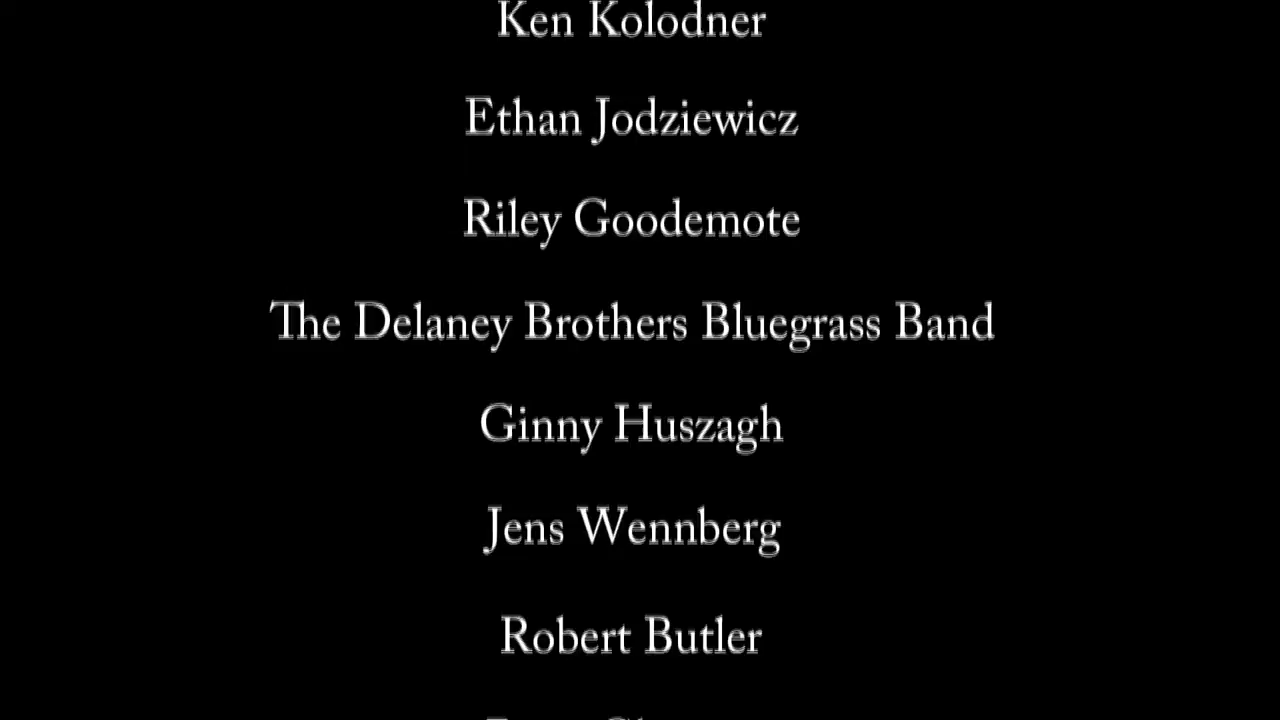 Ken Kolodner
Ethan Jodziewicz
Riley Goodemote
The Delaney Brothers Bluegrass Band
Ginny Huszagh
Jens Wennberg
Robert Butler